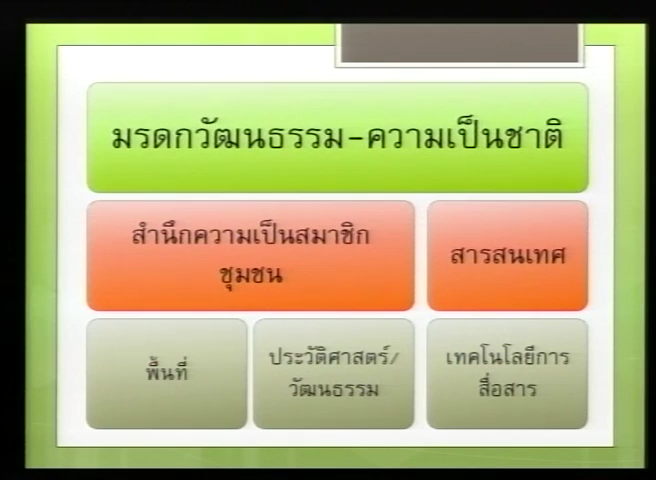 มรดกวัฒนธรรม-ความเป็นชาติ
สำนึกความเป็นสมาชิก
ชุมชน
สารสนเทศ
พื้นที่
ประวัติศาสตร์/
วัฒนธรรม
เทคโนโลยีการ
สื่อสาร